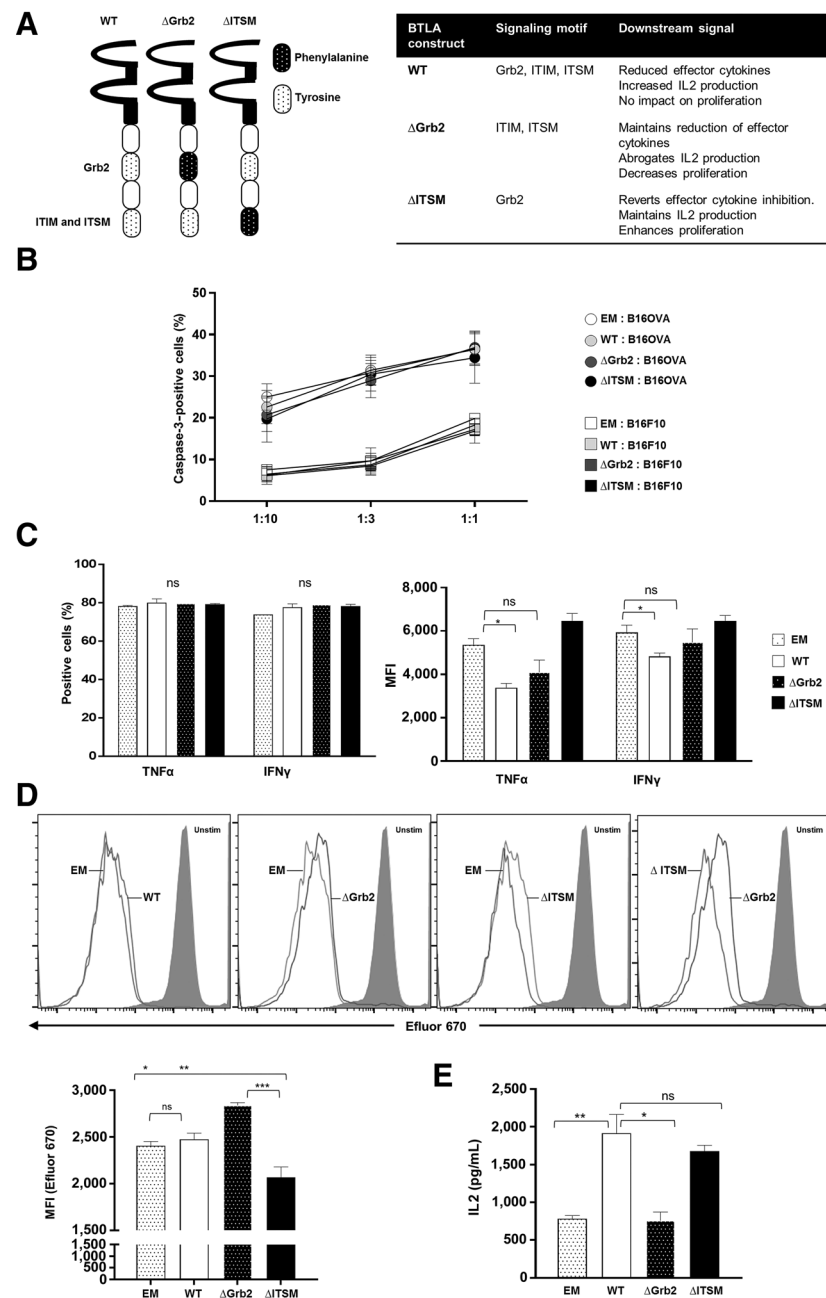 A
WT ΔGrb2 ΔITSM
Phenylalanine
Tyrosine
Grb2
ITIM and ITSM
BTLA construct Signaling motif Downstream signal
WT Grb2, ITIM, ITSM Reduced effector cytokines
Increased IL2 production
No impact on proliferation
ΔGrb2 ITIM, ITSM Maintains reduction of effector
cytokines
Abrogates IL2 production
Decreases proliferation
ΔITSM Grb2 Reverts effector cytokine inhibition.
Maintains IL2 production
Enhances proliferation
B
Caspase-3–positive cells (%)
50
40
30
20
10
0
1:10 1:3 1:1
EM : B16OVA
WT : B16OVA
ΔGrb2 : B16OVA
ΔITSM : B16OVA
EM : B16F10
WT : B16F10
ΔGrb2 : B16F10
ΔITSM : B16F10
C
Positive cells (%)
100
80
80
40
20
0
ns ns
TNFα IFNγ
MFI
8,000
6,000
4,000
2,000
0
ns ns
* *
TNFα IFNγ
EM
WT
ΔGrb2
ΔITSM
D
Unstim Unstim Unstim Unstim
EM EM EM Δ ITSM
WT ΔGrb2 ΔITSM ΔGrb2
Efluor 670
MFI (Efluor 670)
* **
***
ns
3,000
2,500
2,000
1,500
1,500
1,000
500
0
EM WT ΔGrb2 ΔITSM
E
IL2 (pg/mL)
2,500
2,000
1,500
1,000
500
0
ns
** *
EM WT ΔGrb2 ΔITSM